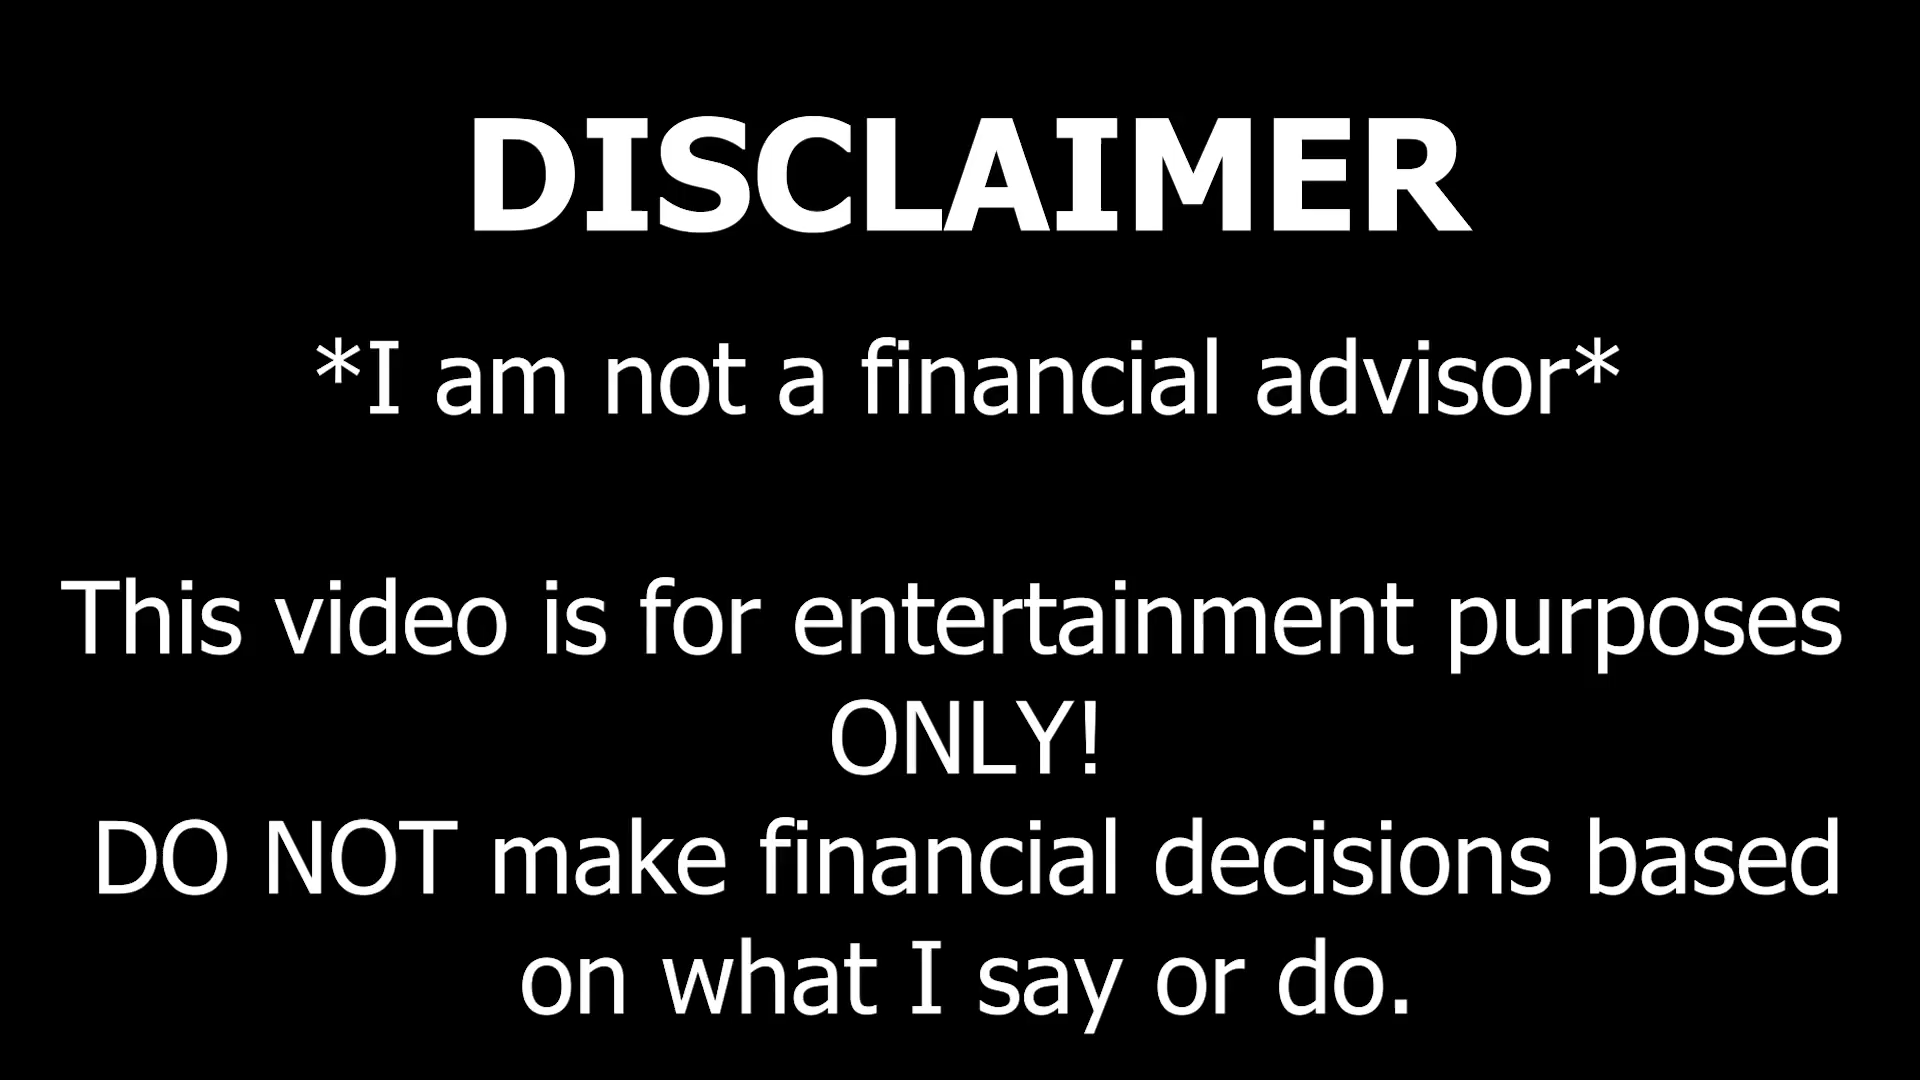 DISCLAIMER
*I am not a financial advisor*
This video is for entertainment purposes
ONLY!
DO NOT make financial decisions based
on what I say or do.